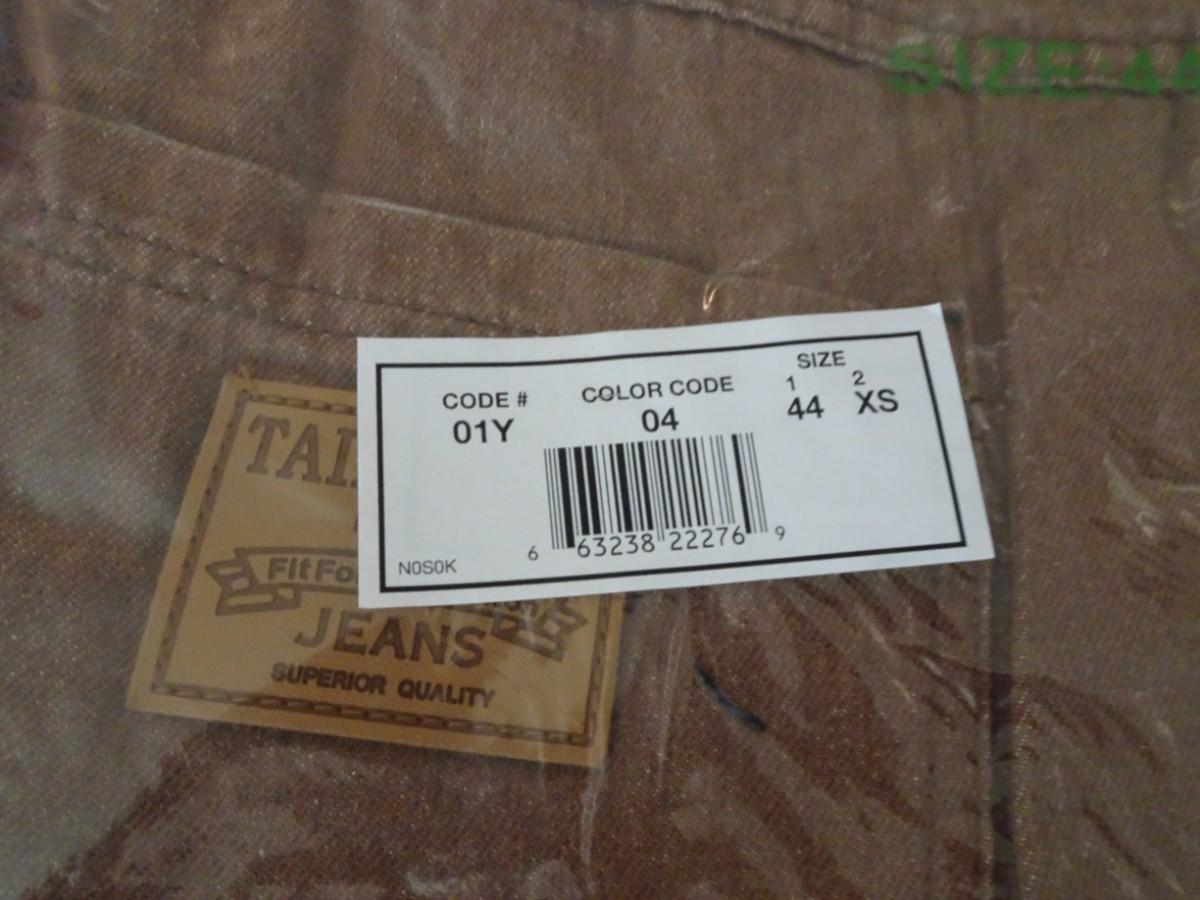 SIZE:44
CODE #
01Y
COLOR CODE
04
SIZE
1 2
44 XS
6 63238 22276 9
N0S0K
JEANS
SUPERIOR QUALITY